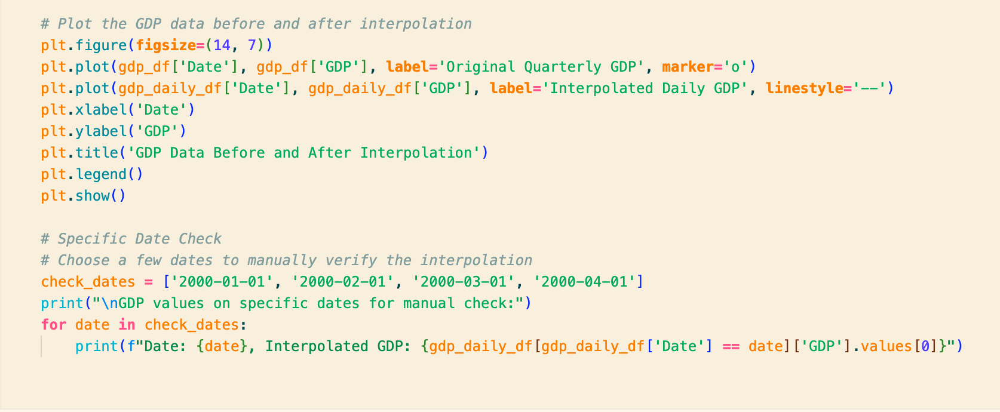 # Plot the GDP data before and after interpolation
plt.figure(figsize=(14, 7))
plt.plot(gdp_df['Date'], gdp_df['GDP'], label='Original Quarterly GDP', marker='o')
plt.plot(gdp_daily_df['Date'], gdp_daily_df['GDP'], label='Interpolated Daily GDP', linestyle='--')
plt.xlabel('Date')
plt.ylabel('GDP')
plt.title('GDP Data Before and After Interpolation')
plt.legend()
plt.show()

# Specific Date Check
# Choose a few dates to manually verify the interpolation
check_dates = ['2000-01-01', '2000-02-01', '2000-03-01', '2000-04-01']
print("\nGDP values on specific dates for manual check:")
for date in check_dates:
    print(f"Date: {date}, Interpolated GDP: {gdp_daily_df[gdp_daily_df['Date'] == date]['GDP'].values[0]}")